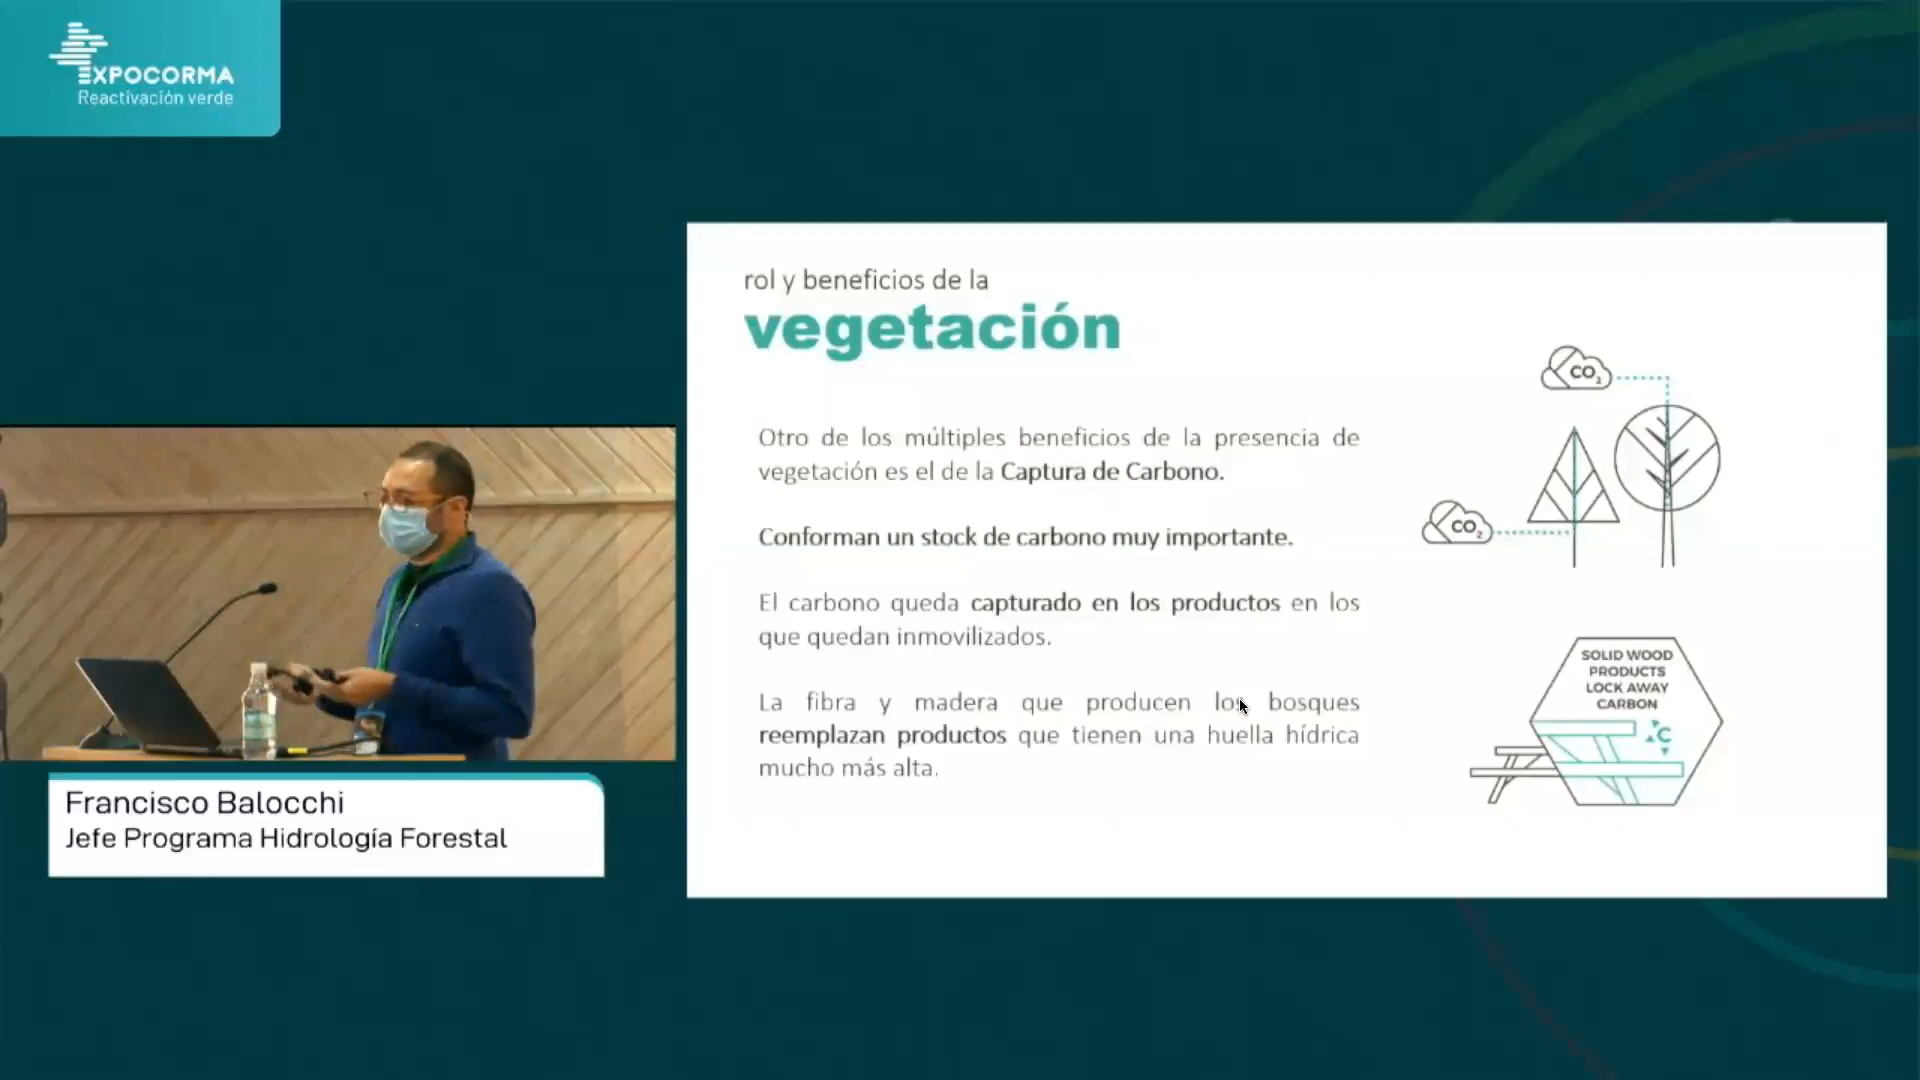 EXPOCORMA
Reactivación verde
rol y beneficios de la
vegetación
Otro de los múltiples beneficios de la presencia de
vegetación es el de la Captura de Carbono.
Conforman un stock de carbono muy importante.
El carbono queda capturado en los productos en los
que quedan inmovilizados.
La fibra y madera que producen los bosques
reemplazan productos que tienen una huella hídrica
mucho más alta.
CO2
CO2
SOLID WOOD
PRODUCTS
LOCK AWAY
CARBON
C
Francisco Balocchi
Jefe Programa Hidrología Forestal